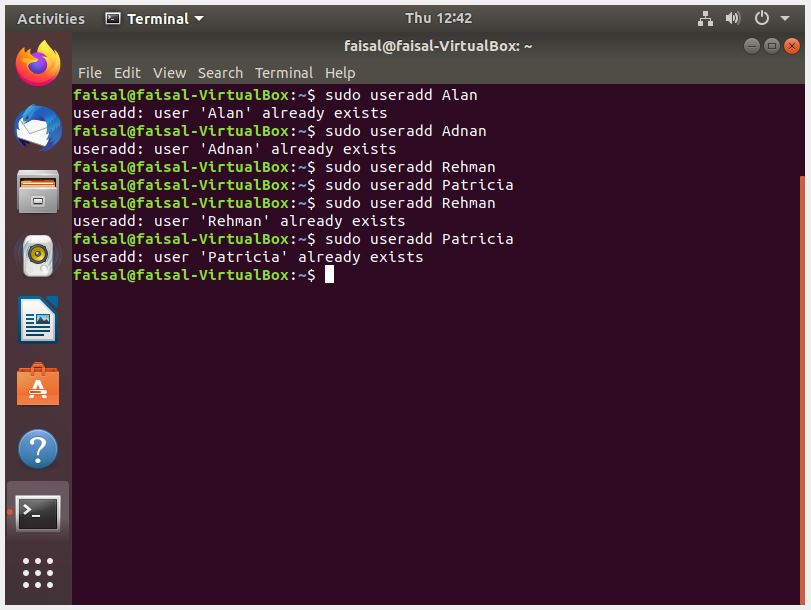 Activities Terminal Thu 12:42
faisal@faisal-VirtualBox: ~
File Edit View Search Terminal Help
faisal@faisal-VirtualBox:~$ sudo useradd Alan
useradd: user 'Alan' already exists
faisal@faisal-VirtualBox:~$ sudo useradd Adnan
useradd: user 'Adnan' already exists
faisal@faisal-VirtualBox:~$ sudo useradd Rehman
faisal@faisal-VirtualBox:~$ sudo useradd Patricia
faisal@faisal-VirtualBox:~$ sudo useradd Rehman
useradd: user 'Rehman' already exists
faisal@faisal-VirtualBox:~$ sudo useradd Patricia
useradd: user 'Patricia' already exists
faisal@faisal-VirtualBox:~$